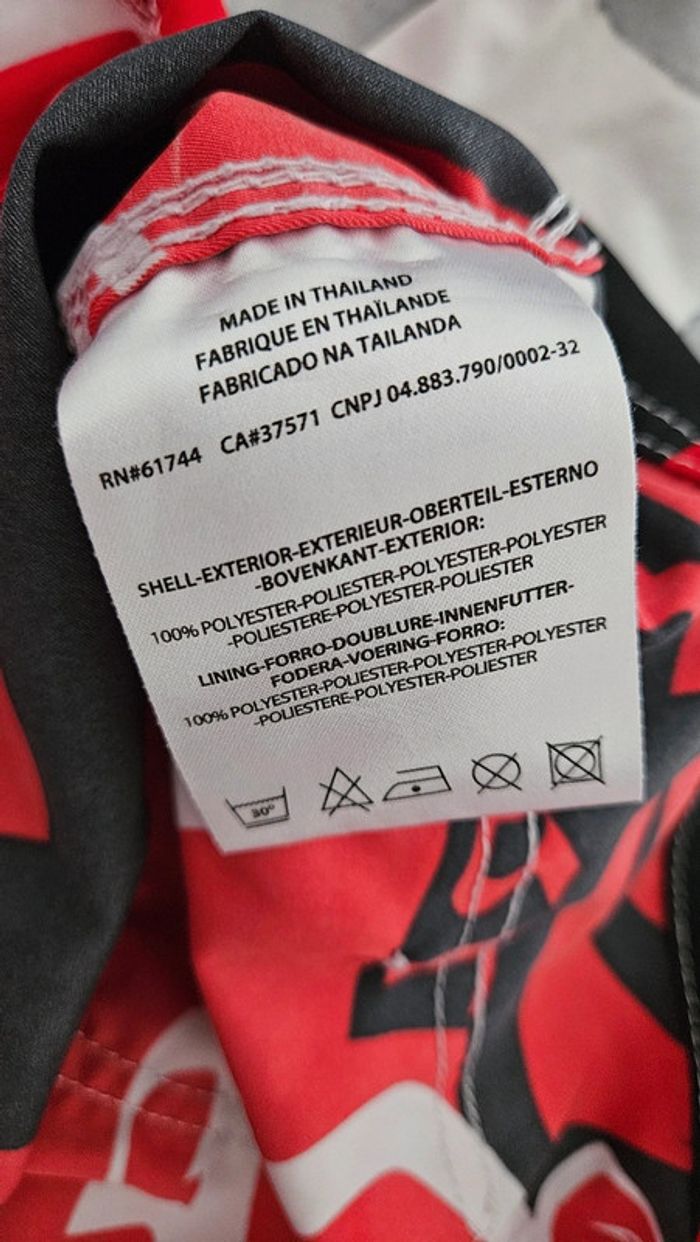 MADE IN THAILAND
FABRIQUE EN THAÏLANDE
FABRICADO NA TAILANDA
RN#61744 CA#37571 CNPJ 04.883.790/0002-32
SHELL-EXTERIOR-EXTERIEUR-OBERTEIL-ESTERNO
-BOVENKANT-EXTERIOR:
100% POLYESTER-POLIESTER-POLYESTER-POLYESTER
-POLIESTERE-POLYESTER-POLIESTER
LINING-FORRO-DOUBLURE-INNENFUTTER-
FODERA-VOERING-FORRO:
100% POLYESTER-POLIESTER-POLYESTER-POLYESTER
-POLIESTERE-POLYESTER-POLIESTER
30°